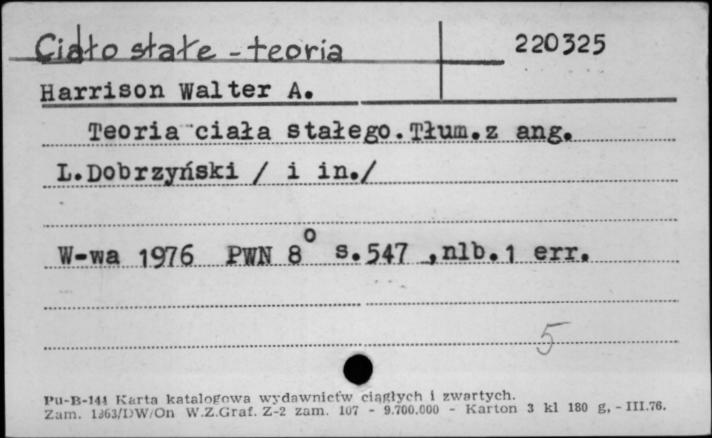 Ciało stałe - teoria
220325
Harrison Walter A.
Teoria ciała stałego. Tłum. z ang.
L. Dobrzyński / i in./
W-wa 1976 PWN 8° s. 547 , nlb. 1 err.
5
Pu-B-144 Karta katalogowa wydawnictw ciągłych i zwartych.
Zam. 1363/DW/On W.Z.Graf. Z-2 zam. 107 - 9.700.000 - Karton 3 kl 180 g, - III.76.